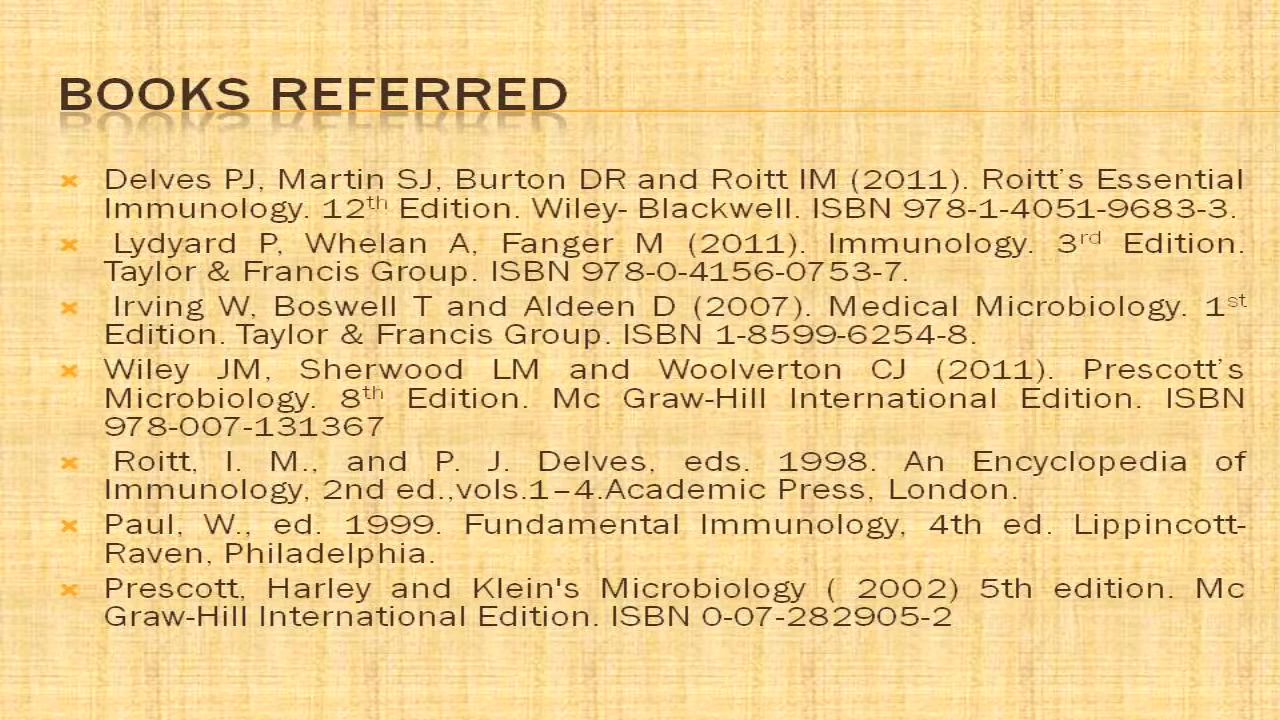 BOOKS REFERRED
Delves PJ, Martin SJ, Burton DR and Roitt IM (2011). Roitt's Essential
Immunology. 12th Edition. Wiley- Blackwell. ISBN 978-1-4051-9683-3.
Lydyard P, Whelan A, Fanger M (2011). Immunology. 3rd Edition.
Taylor & Francis Group. ISBN 978-0-4156-0753-7.
Irving W, Boswell T and Aldeen D (2007). Medical Microbiology. 1st
Edition. Taylor & Francis Group. ISBN 1-8599-6254-8.
Wiley JM, Sherwood LM and Woolverton CJ (2011). Prescott's
Microbiology. 8th Edition. Mc Graw-Hill International Edition. ISBN
978-007-131367
Roitt, I. M., and P. J. Delves, eds. 1998. An Encyclopedia of
Immunology, 2nd ed.,vols.1–4.Academic Press, London.
Paul, W., ed. 1999. Fundamental Immunology, 4th ed. Lippincott-
Raven, Philadelphia.
Prescott, Harley and Klein's Microbiology ( 2002) 5th edition. Mc
Graw-Hill International Edition. ISBN 0-07-282905-2